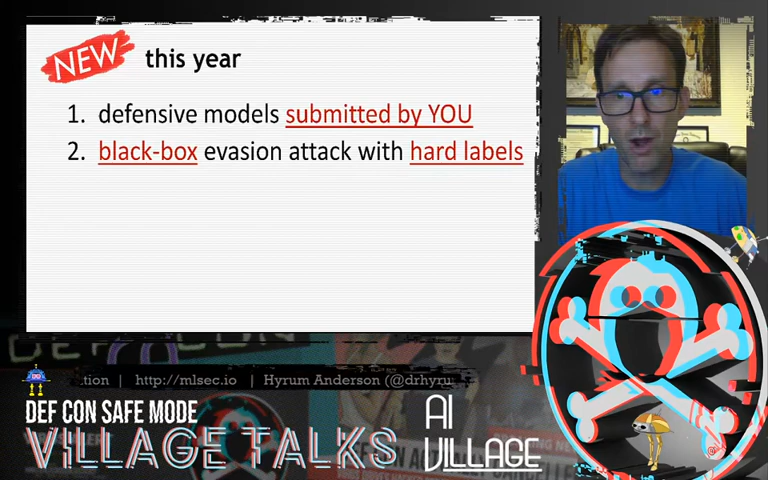 NEW this year
1. defensive models submitted by YOU
2. black-box evasion attack with hard labels
tion | http://mlsec.io | Hyrum Anderson (@drhyru
DEF CON SAFE MODE
VILLAGE TALKS
AI
VILLAGE